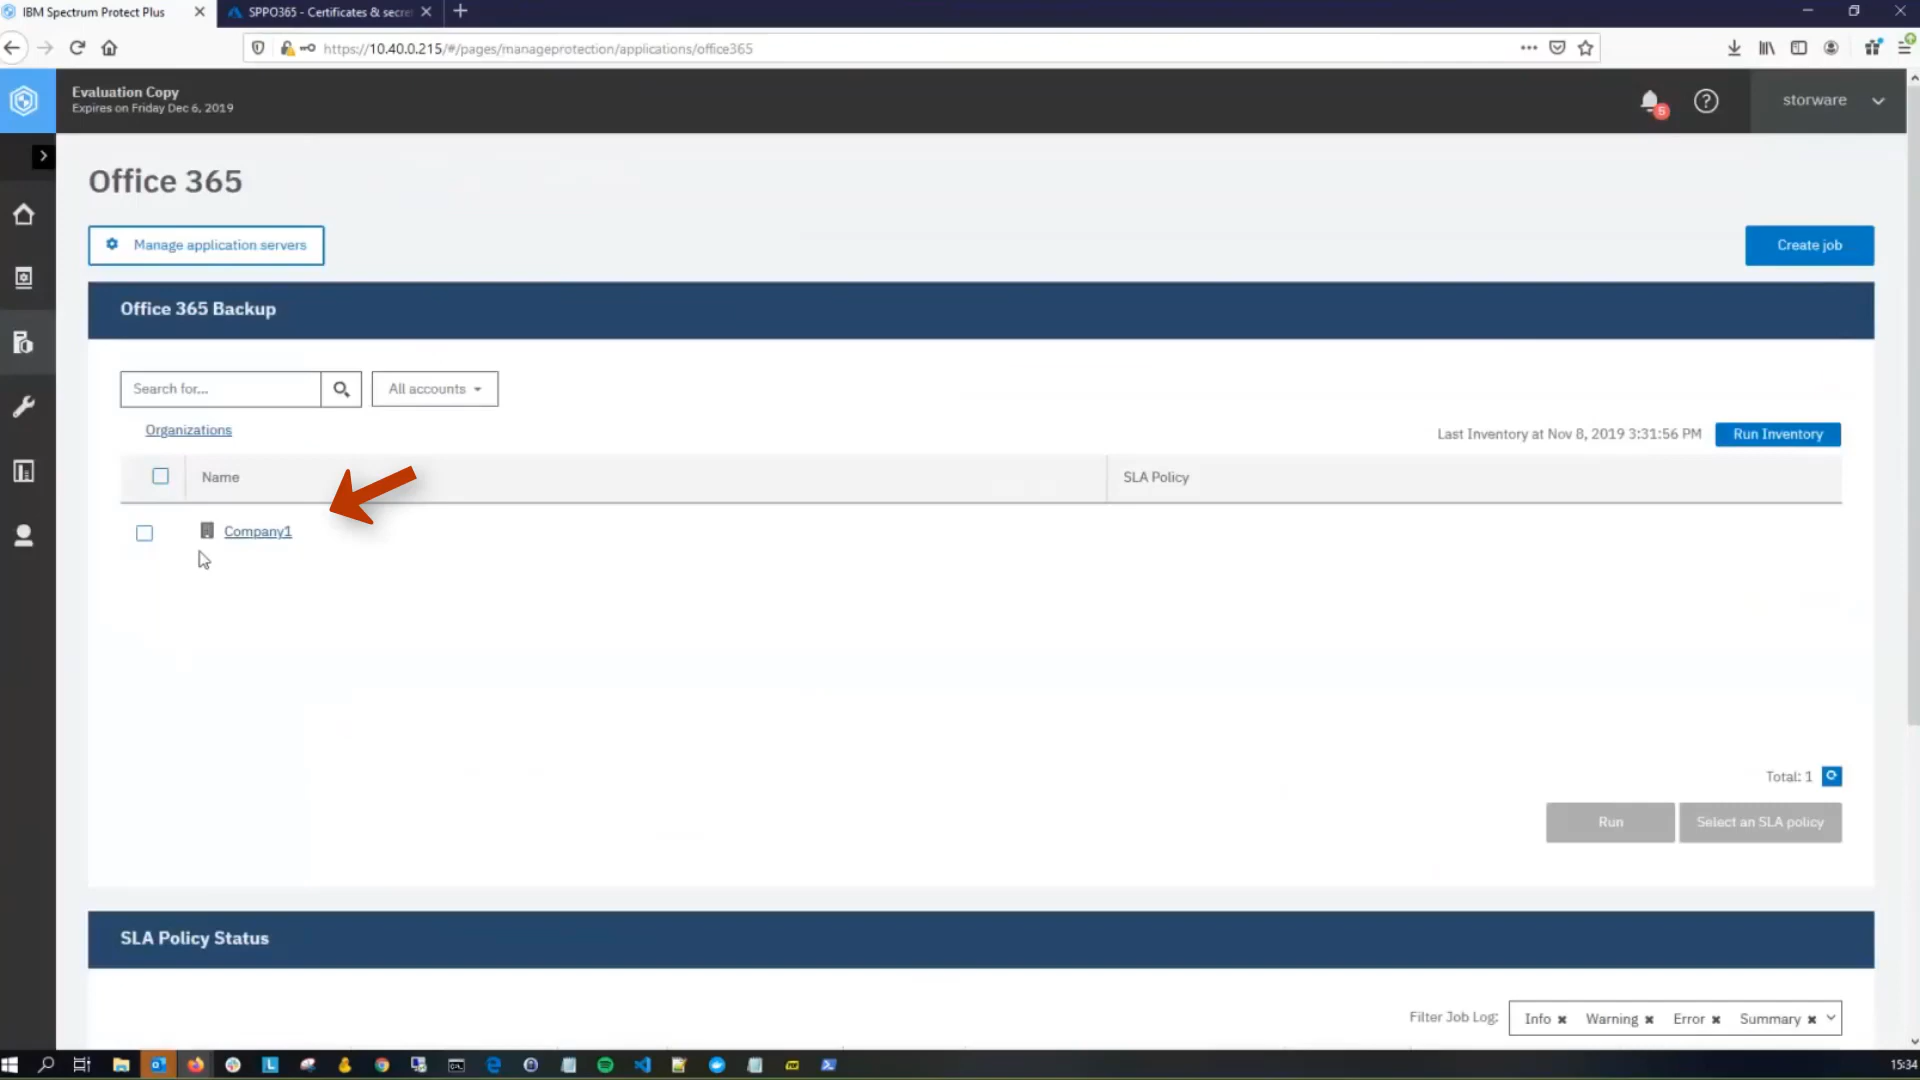 IBM Spectrum Protect Plus
SPPO365 - Certificates & secre
https://10.40.0.215/#/pages/manageprotection/applications/office365
Evaluation Copy
Expires on Friday Dec 6, 2019
5
storware
Office 365
Manage application servers
Create job
Office 365 Backup
Search for...
All accounts
Organizations
Last Inventory at Nov 8, 2019 3:31:56 PM
Run Inventory
Name
SLA Policy
Company1
Total: 1
Run
Select an SLA policy
SLA Policy Status
Filter Job Log:
Info × Warning × Error × Summary ×
15:34